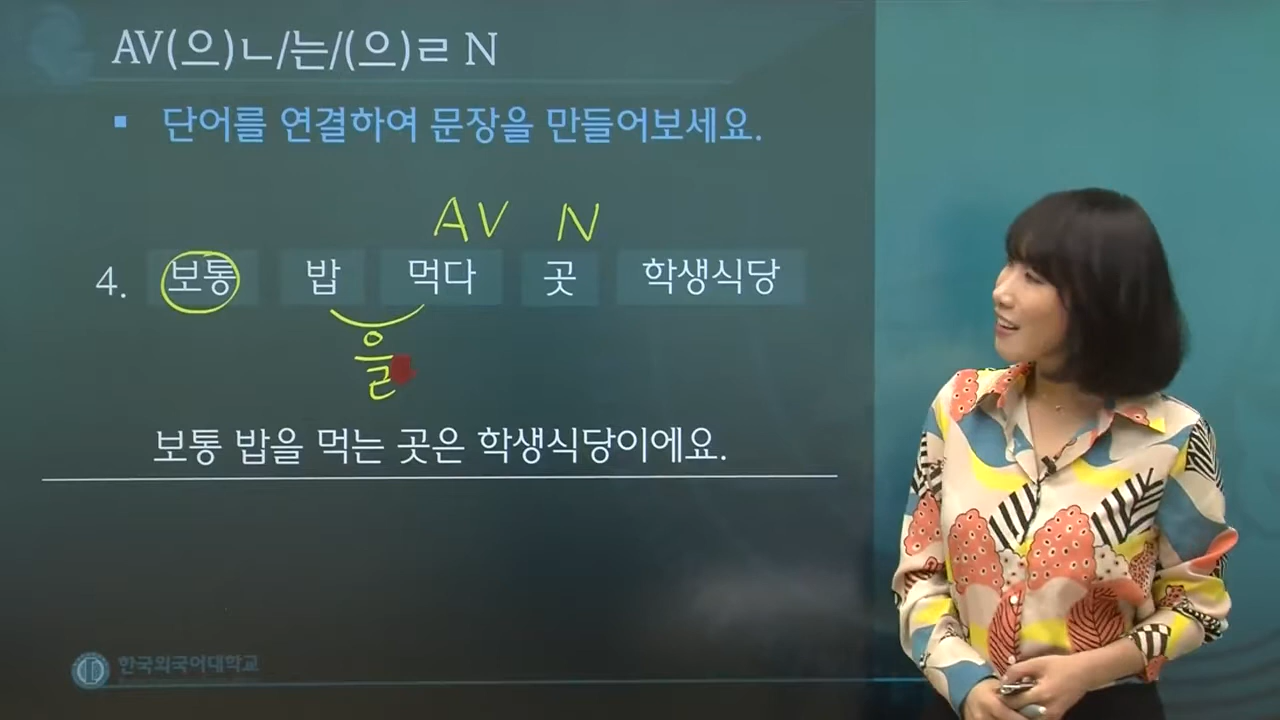 AV(으)ㄴ/는/(으)ㄹ N
▪ 단어를 연결하여 문장을 만들어보세요.
AV N
4. 보통 밥 먹다 곳 학생식당
을
보통 밥을 먹는 곳은 학생식당이에요.
한국외국어대학교